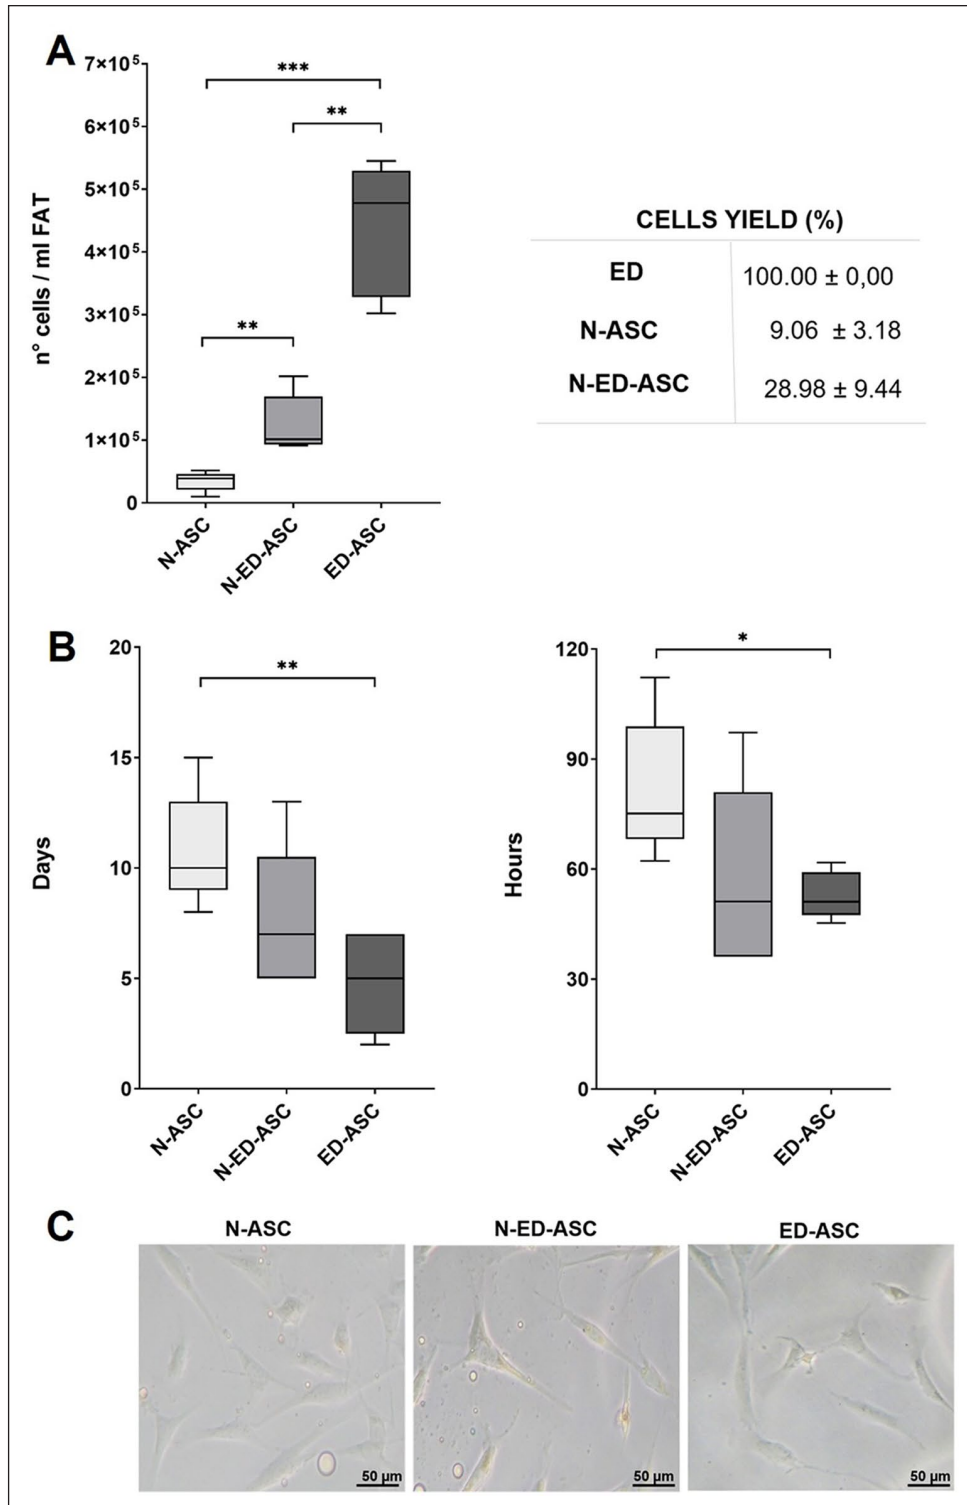 A
7×10⁵
6×10⁵
5×10⁵
4×10⁵
3×10⁵
2×10⁵
1×10⁵
0
n° cells / ml FAT
***
**
**
N-ASC
N-ED-ASC
ED-ASC
CELLS YIELD (%)
ED 100.00 ± 0,00
N-ASC 9.06 ± 3.18
N-ED-ASC 28.98 ± 9.44
B
20
15
10
5
0
Days
**
N-ASC
N-ED-ASC
ED-ASC
120
90
60
30
0
Hours
*
N-ASC
N-ED-ASC
ED-ASC
C
N-ASC
N-ED-ASC
ED-ASC
50 µm
50 µm
50 µm